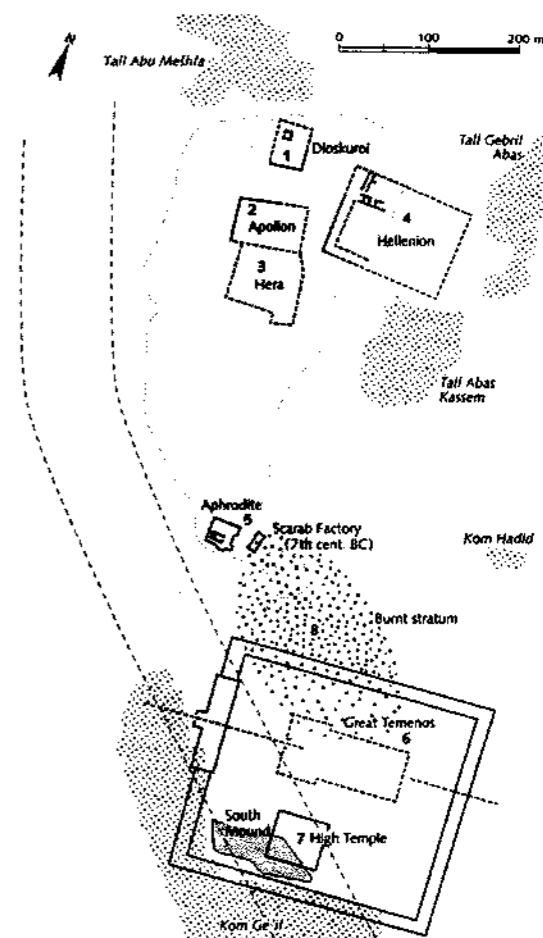 N
0 100 200 m
Tall Abu Meshfa
Dioskuroi
1
Tall Gebril
Abas
2
Apollon
4
Hellenion
3
Hera
Tall Abas
Kassem
Aphrodite
5
Scarab Factory
(7th cent. BC)
Kom Hadid
Burnt stratum
8
Great Temenos
6
South
Mound
7 High Temple
Kom Ge'if